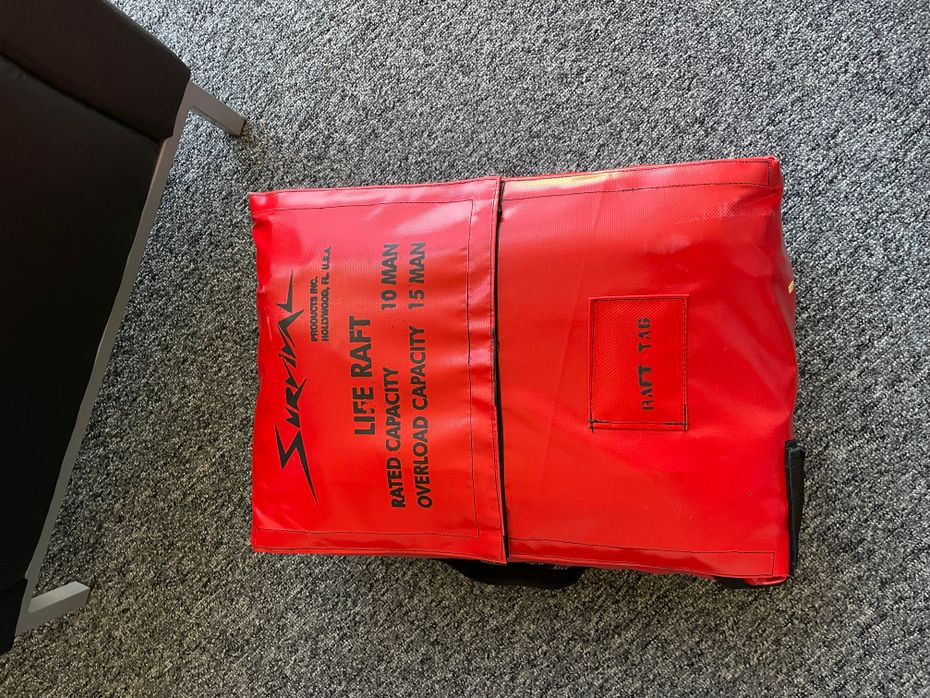 SURVIVAL
PRODUCTS INC.
HOLLYWOOD, FL. U.S.A.
LIFE RAFT
RATED CAPACITY 10 MAN
OVERLOAD CAPACITY 15 MAN
RAFT TAG